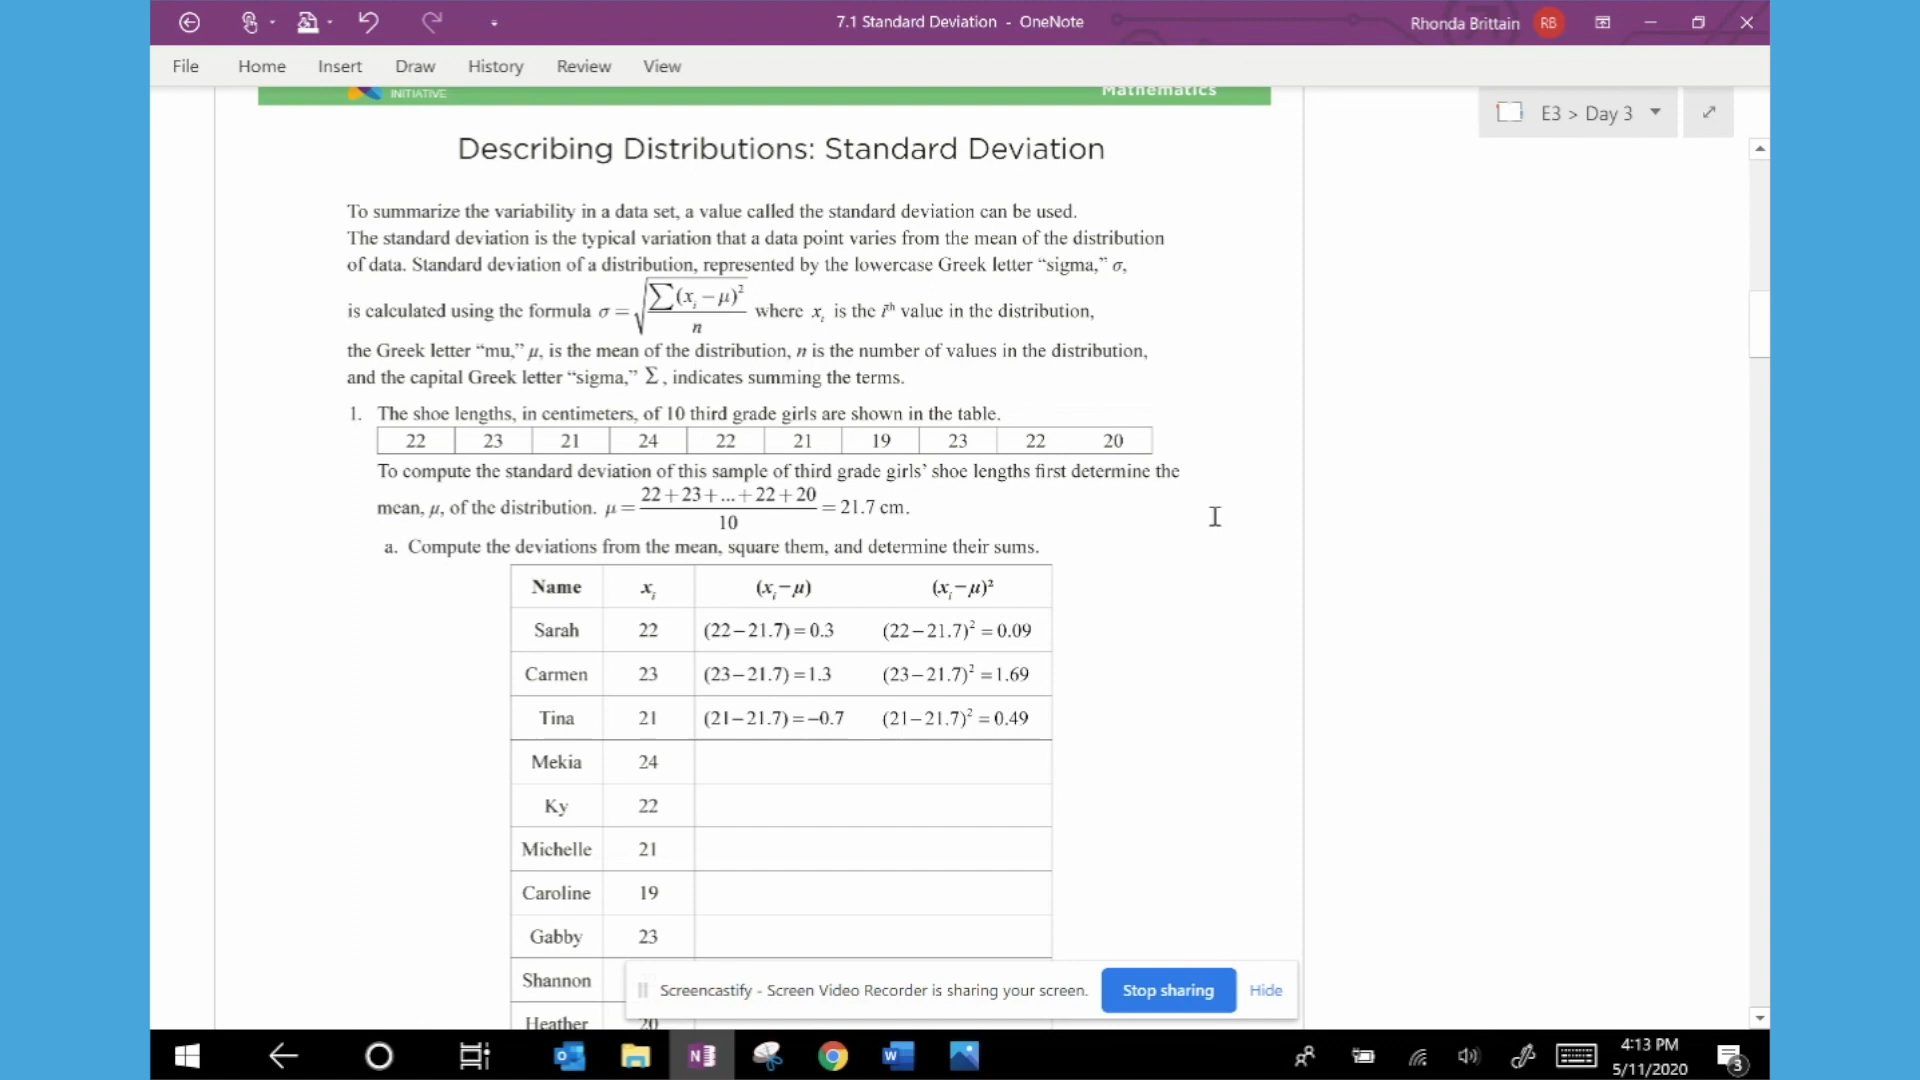 7.1 Standard Deviation - OneNote
Rhonda Brittain RB
File Home Insert Draw History Review View
INITIATIVE Mathematics
E3 > Day 3
Describing Distributions: Standard Deviation
To summarize the variability in a data set, a value called the standard deviation can be used.
The standard deviation is the typical variation that a data point varies from the mean of the distribution
of data. Standard deviation of a distribution, represented by the lowercase Greek letter “sigma,” σ,
is calculated using the formula σ = √(∑(xᵢ − μ)² / n) where xᵢ is the iᵗʰ value in the distribution,
the Greek letter “mu,” μ, is the mean of the distribution, n is the number of values in the distribution,
and the capital Greek letter “sigma,” Σ, indicates summing the terms.
1. The shoe lengths, in centimeters, of 10 third grade girls are shown in the table.
22 23 21 24 22 21 19 23 22 20
To compute the standard deviation of this sample of third grade girls’ shoe lengths first determine the
mean, μ, of the distribution. μ = (22+23+...+22+20) / 10 = 21.7 cm.
a. Compute the deviations from the mean, square them, and determine their sums.
Name xᵢ (xᵢ−μ) (xᵢ−μ)²
Sarah 22 (22−21.7)=0.3 (22−21.7)²=0.09
Carmen 23 (23−21.7)=1.3 (23−21.7)²=1.69
Tina 21 (21−21.7)=−0.7 (21−21.7)²=0.49
Mekia 24
Ky 22
Michelle 21
Caroline 19
Gabby 23
Shannon
Heather 20
Screencastify - Screen Video Recorder is sharing your screen. Stop sharing Hide
4:13 PM
5/11/2020
3